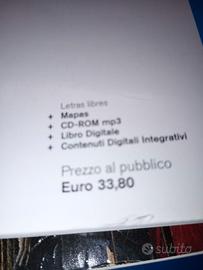 Letras libres
+ Mapas
+ CD-ROM mp3
+ Libro Digitale
+ Contenuti Digitali Integrativi
Prezzo al pubblico
Euro 33,80
subito